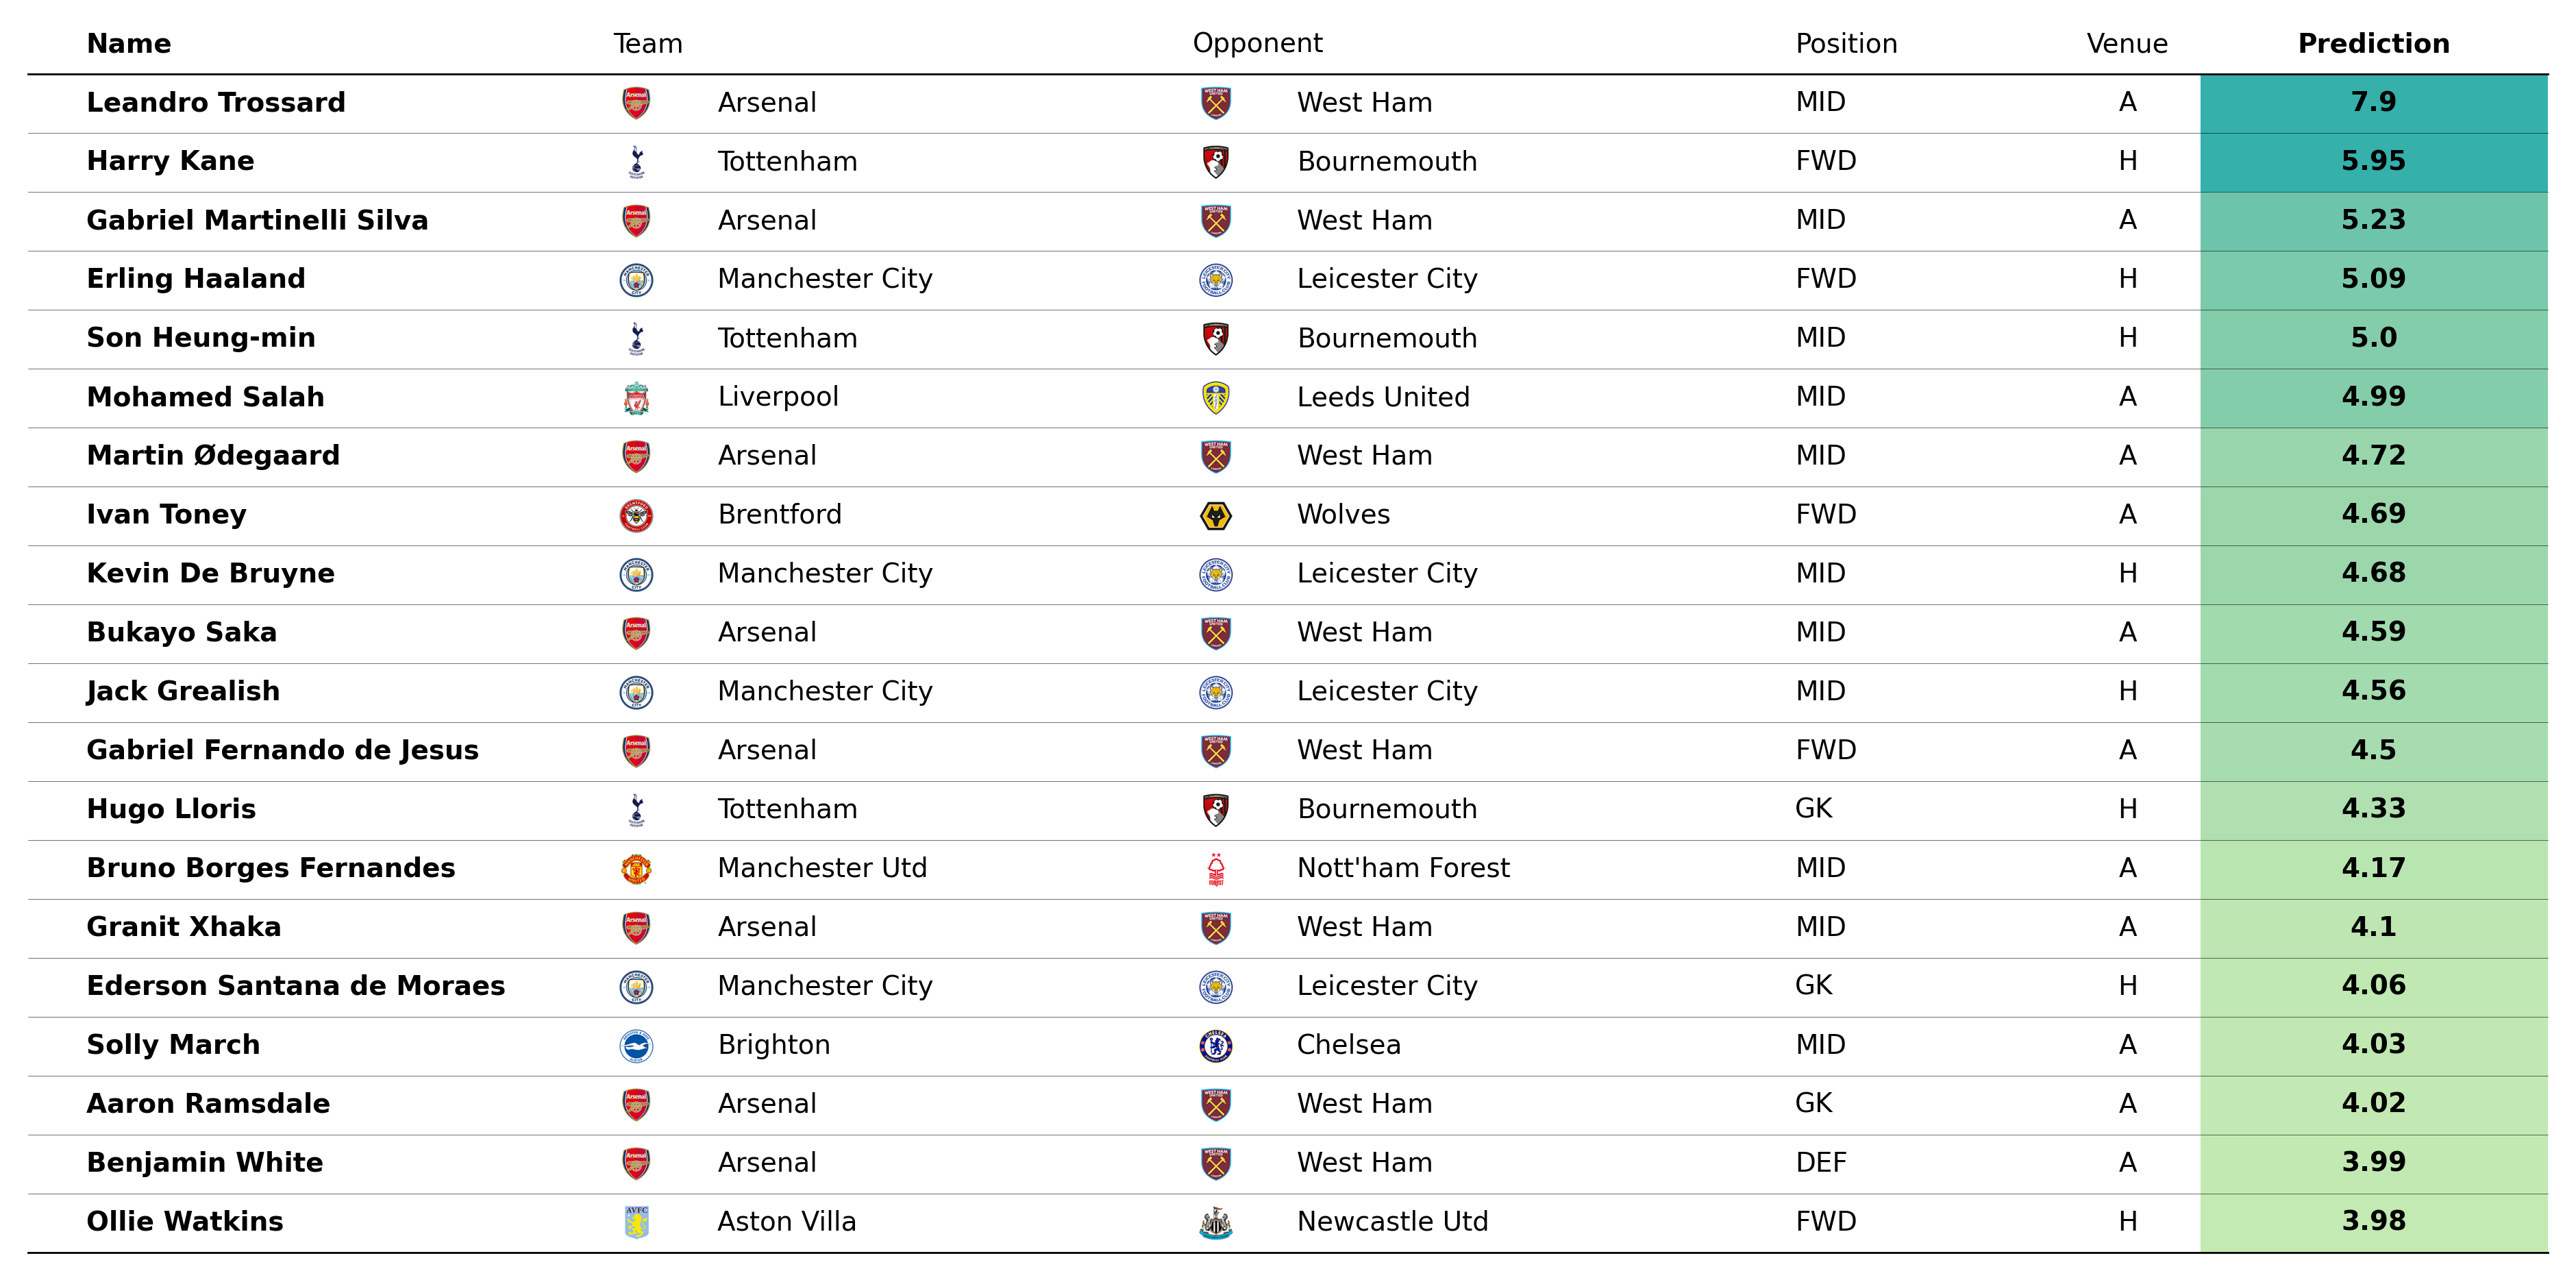 Name Team Opponent Position Venue Prediction
Leandro Trossard Arsenal West Ham MID A 7.9
Harry Kane Tottenham Bournemouth FWD H 5.95
Gabriel Martinelli Silva Arsenal West Ham MID A 5.23
Erling Haaland Manchester City Leicester City FWD H 5.09
Son Heung-min Tottenham Bournemouth MID H 5.0
Mohamed Salah Liverpool Leeds United MID A 4.99
Martin Ødegaard Arsenal West Ham MID A 4.72
Ivan Toney Brentford Wolves FWD A 4.69
Kevin De Bruyne Manchester City Leicester City MID H 4.68
Bukayo Saka Arsenal West Ham MID A 4.59
Jack Grealish Manchester City Leicester City MID H 4.56
Gabriel Fernando de Jesus Arsenal West Ham FWD A 4.5
Hugo Lloris Tottenham Bournemouth GK H 4.33
Bruno Borges Fernandes Manchester Utd Nott'ham Forest MID A 4.17
Granit Xhaka Arsenal West Ham MID A 4.1
Ederson Santana de Moraes Manchester City Leicester City GK H 4.06
Solly March Brighton Chelsea MID A 4.03
Aaron Ramsdale Arsenal West Ham GK A 4.02
Benjamin White Arsenal West Ham DEF A 3.99
Ollie Watkins Aston Villa Newcastle Utd FWD H 3.98